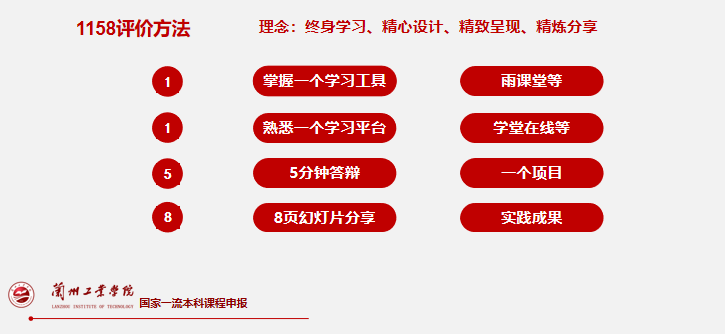 1158评价方法
理念：终身学习、精心设计、精致呈现、精炼分享
1 掌握一个学习工具 雨课堂等
1 熟悉一个学习平台 学堂在线等
5 5分钟答辩 一个项目
8 8页幻灯片分享 实践成果
兰州工业学院
LANZHOU INSTITUTE OF TECHNOLOGY
国家一流本科课程申报